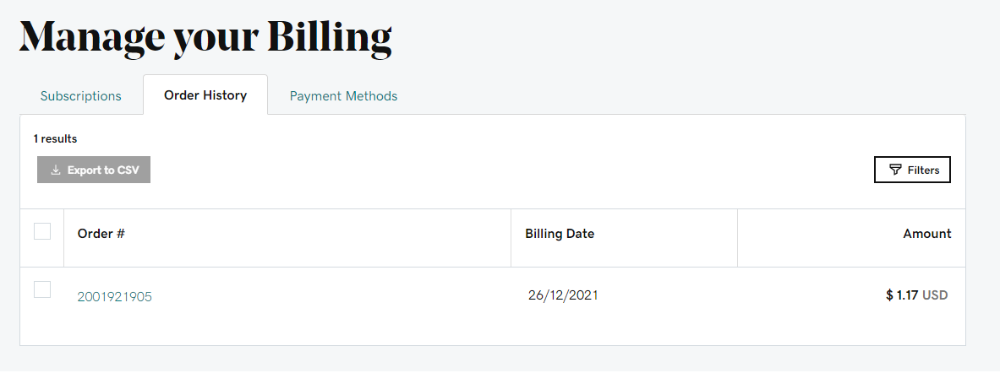 Manage your Billing
Subscriptions Order History Payment Methods
1 results
Export to CSV Filters
Order # Billing Date Amount
2001921905 26/12/2021 $ 1.17 USD